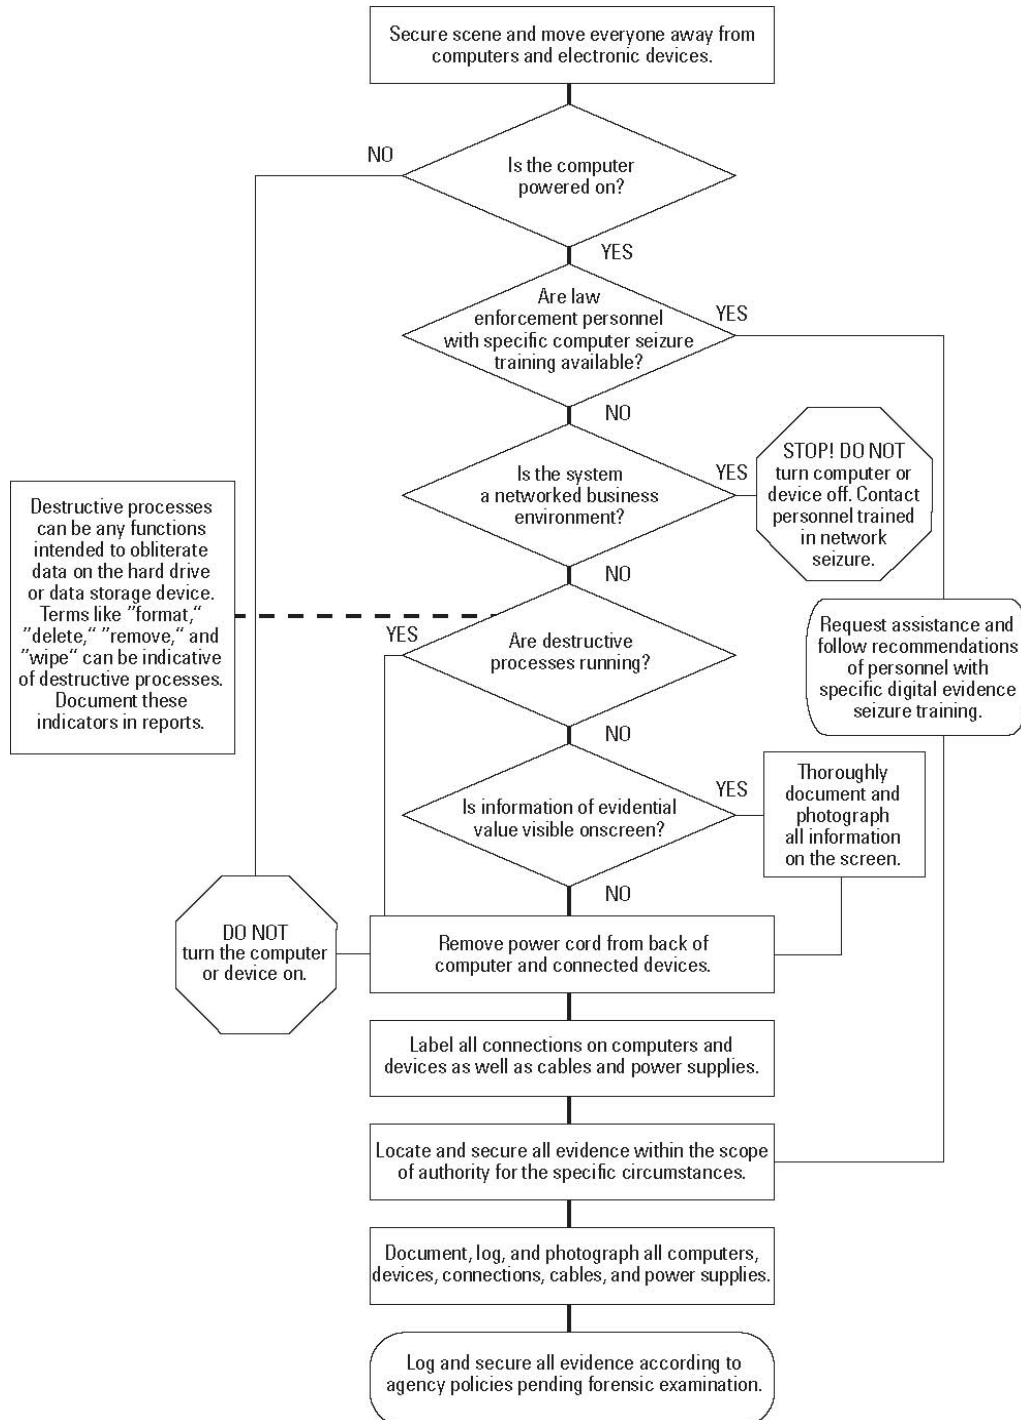 Secure scene and move everyone away from
computers and electronic devices.
NO
Is the computer
powered on?
YES
Are law
enforcement personnel
with specific computer seizure
training available?
YES
NO
Is the system
a networked business
environment?
YES
STOP! DO NOT
turn computer or
device off. Contact
personnel trained
in network
seizure.
NO
Destructive processes
can be any functions
intended to obliterate
data on the hard drive
or data storage device.
Terms like "format,"
"delete," "remove," and
"wipe" can be indicative
of destructive processes.
Document these
indicators in reports.
YES
Are destructive
processes running?
Request assistance and
follow recommendations
of personnel with
specific digital evidence
seizure training.
NO
Is information of evidential
value visible onscreen?
YES
Thoroughly
document and
photograph
all information
on the screen.
NO
DO NOT
turn the computer
or device on.
Remove power cord from back of
computer and connected devices.
Label all connections on computers and
devices as well as cables and power supplies.
Locate and secure all evidence within the scope
of authority for the specific circumstances.
Document, log, and photograph all computers,
devices, connections, cables, and power supplies.
Log and secure all evidence according to
agency policies pending forensic examination.